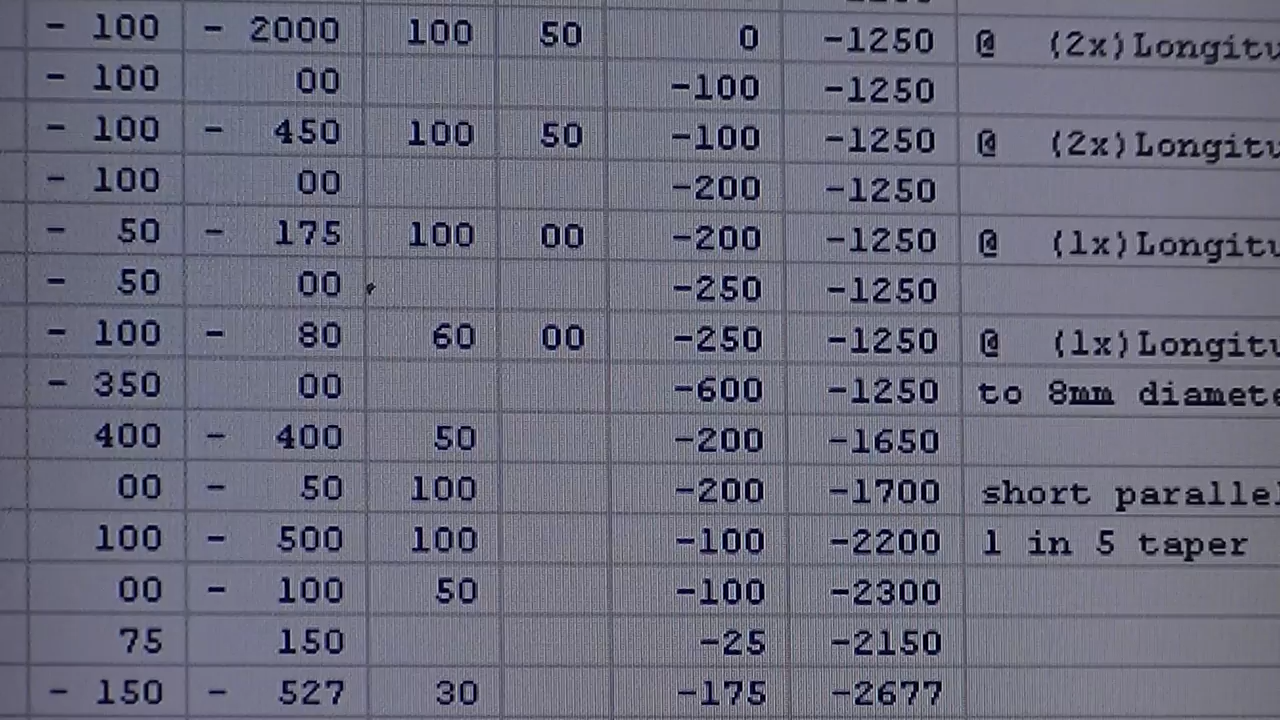 - 100 - 2000 100 50 0 -1250 @ (2x)Longitu
- 100 00 -100 -1250
- 100 - 450 100 50 -100 -1250 @ (2x)Longitu
- 100 00 -200 -1250
- 50 - 175 100 00 -200 -1250 @ (1x)Longitu
- 50 00 -250 -1250
- 100 - 80 60 00 -250 -1250 @ (1x)Longitu
- 350 00 -600 -1250 to 8mm diamete
400 - 400 50 -200 -1650
00 - 50 100 -200 -1700 short parallel
100 - 500 100 -100 -2200 1 in 5 taper
00 - 100 50 -100 -2300
75 150 -25 -2150
- 150 - 527 30 -175 -2677